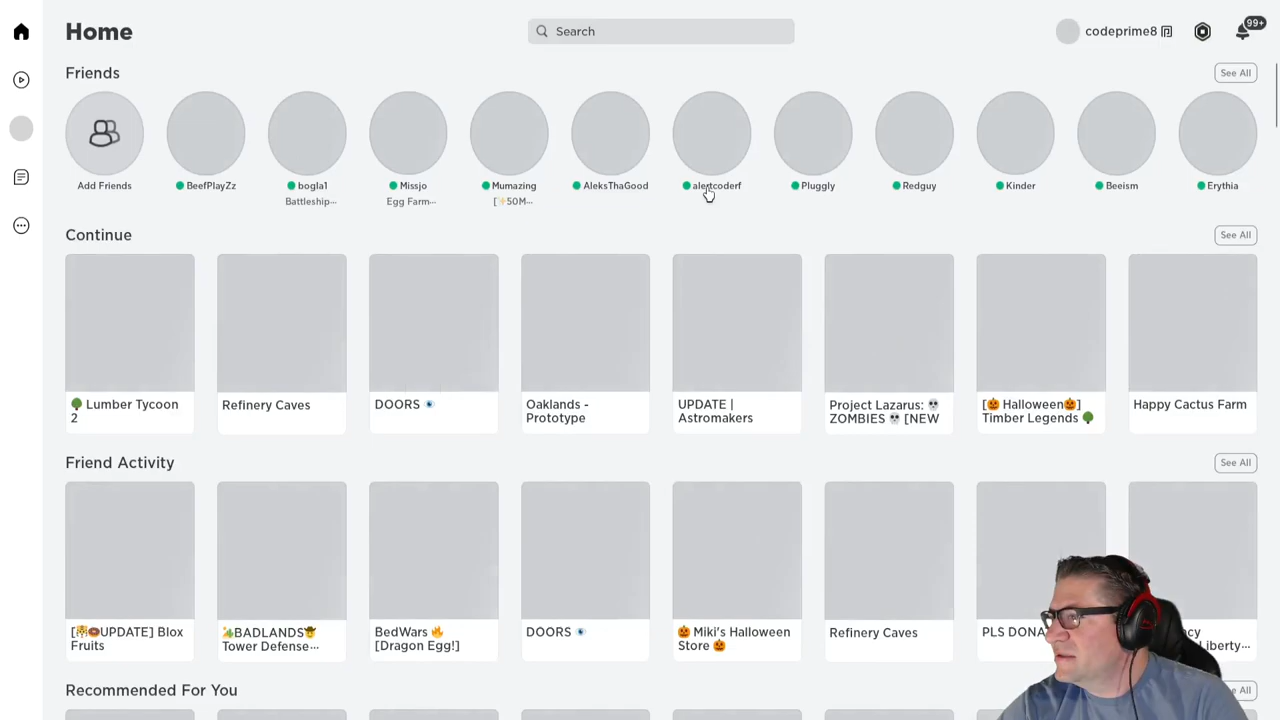 Home
Search
codeprime8
99+
Friends
See All
Add Friends
BeefPlayZz
bogla1
Battleship...
Missjo
Egg Farm...
Mumazing
[✨50M...
AleksThaGood
alertcoderf
Pluggly
Redguy
Kinder
Beeism
Erythia
Continue
See All
🌳 Lumber Tycoon
2
Refinery Caves
DOORS 👁️
Oaklands -
Prototype
UPDATE |
Astromakers
Project Lazarus: 💀
ZOMBIES 💀 [NEW
[🎃 Halloween🎃]
Timber Legends 🌳
Happy Cactus Farm
Friend Activity
See All
[🐯🍩UPDATE] Blox
Fruits
BADLANDS🤠
Tower Defense...
BedWars 🔥
[Dragon Egg!]
DOORS 👁️
🎃 Miki's Halloween
Store 🎃
Refinery Caves
PLS
Liberty...
Recommended For You
All